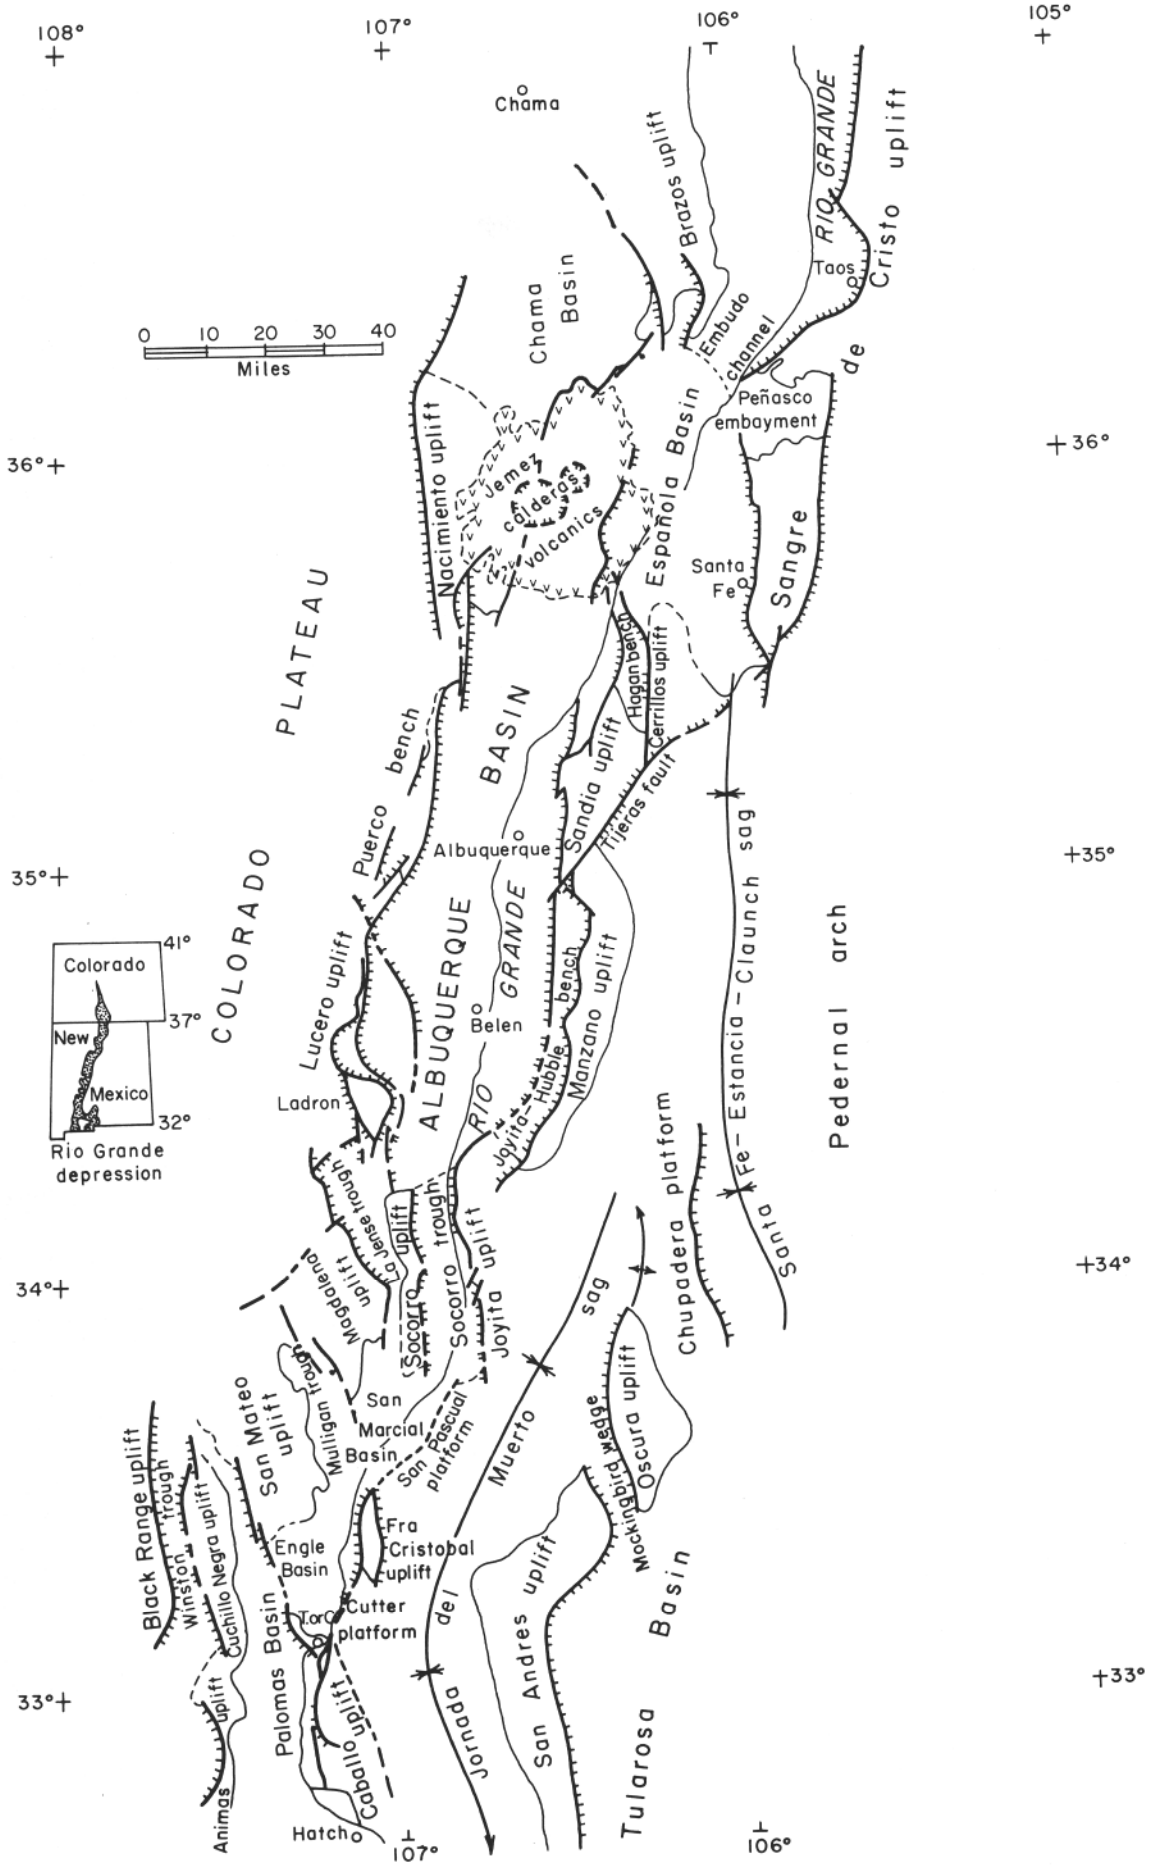 108°
107°
106°
105°
Chama
Brazos uplift
RIO GRANDE
Cristo uplift
Taos
Chama
Basin
0 10 20 30 40
Miles
Embudo
channel
de
Peñasco
embayment
36°
36°
Nacimiento uplift
Jemez
calderas
volcanics
Española Basin
Santa
Fe
Sangre
PLATEAU
Hagan bench
Cerrillos uplift
BASIN
Puerco bench
Sandia uplift
Tijeras fault
Albuquerque
35°
35°
COLORADO
ALBUQUERQUE
RIO GRANDE
Lucero uplift
Belen
Joyita-Hubble bench
Manzano uplift
Santa Fe-Estancia-Claunch sag
Pedernal arch
41°
Colorado
37°
New
Mexico
32°
Rio Grande
depression
Ladron
La Jense trough
Magdalena
uplift
Socorro uplift
Socorro trough
Joyita uplift
Chupadera platform
34°
34°
San Mateo
uplift
Mulligan trough
San
Marcial
Basin
San Pascual
platform
Jornada del Muerto sag
Mockingbird wedge
Oscura uplift
Black Range uplift
Winston trough
Cuchillo Negra uplift
Engle
Basin
Fra
Cristobal
uplift
T.orC.
Cutter
platform
Palomas Basin
San Andres uplift
Tularosa Basin
33°
33°
Animas uplift
Caballo uplift
Hatch
107°
106°